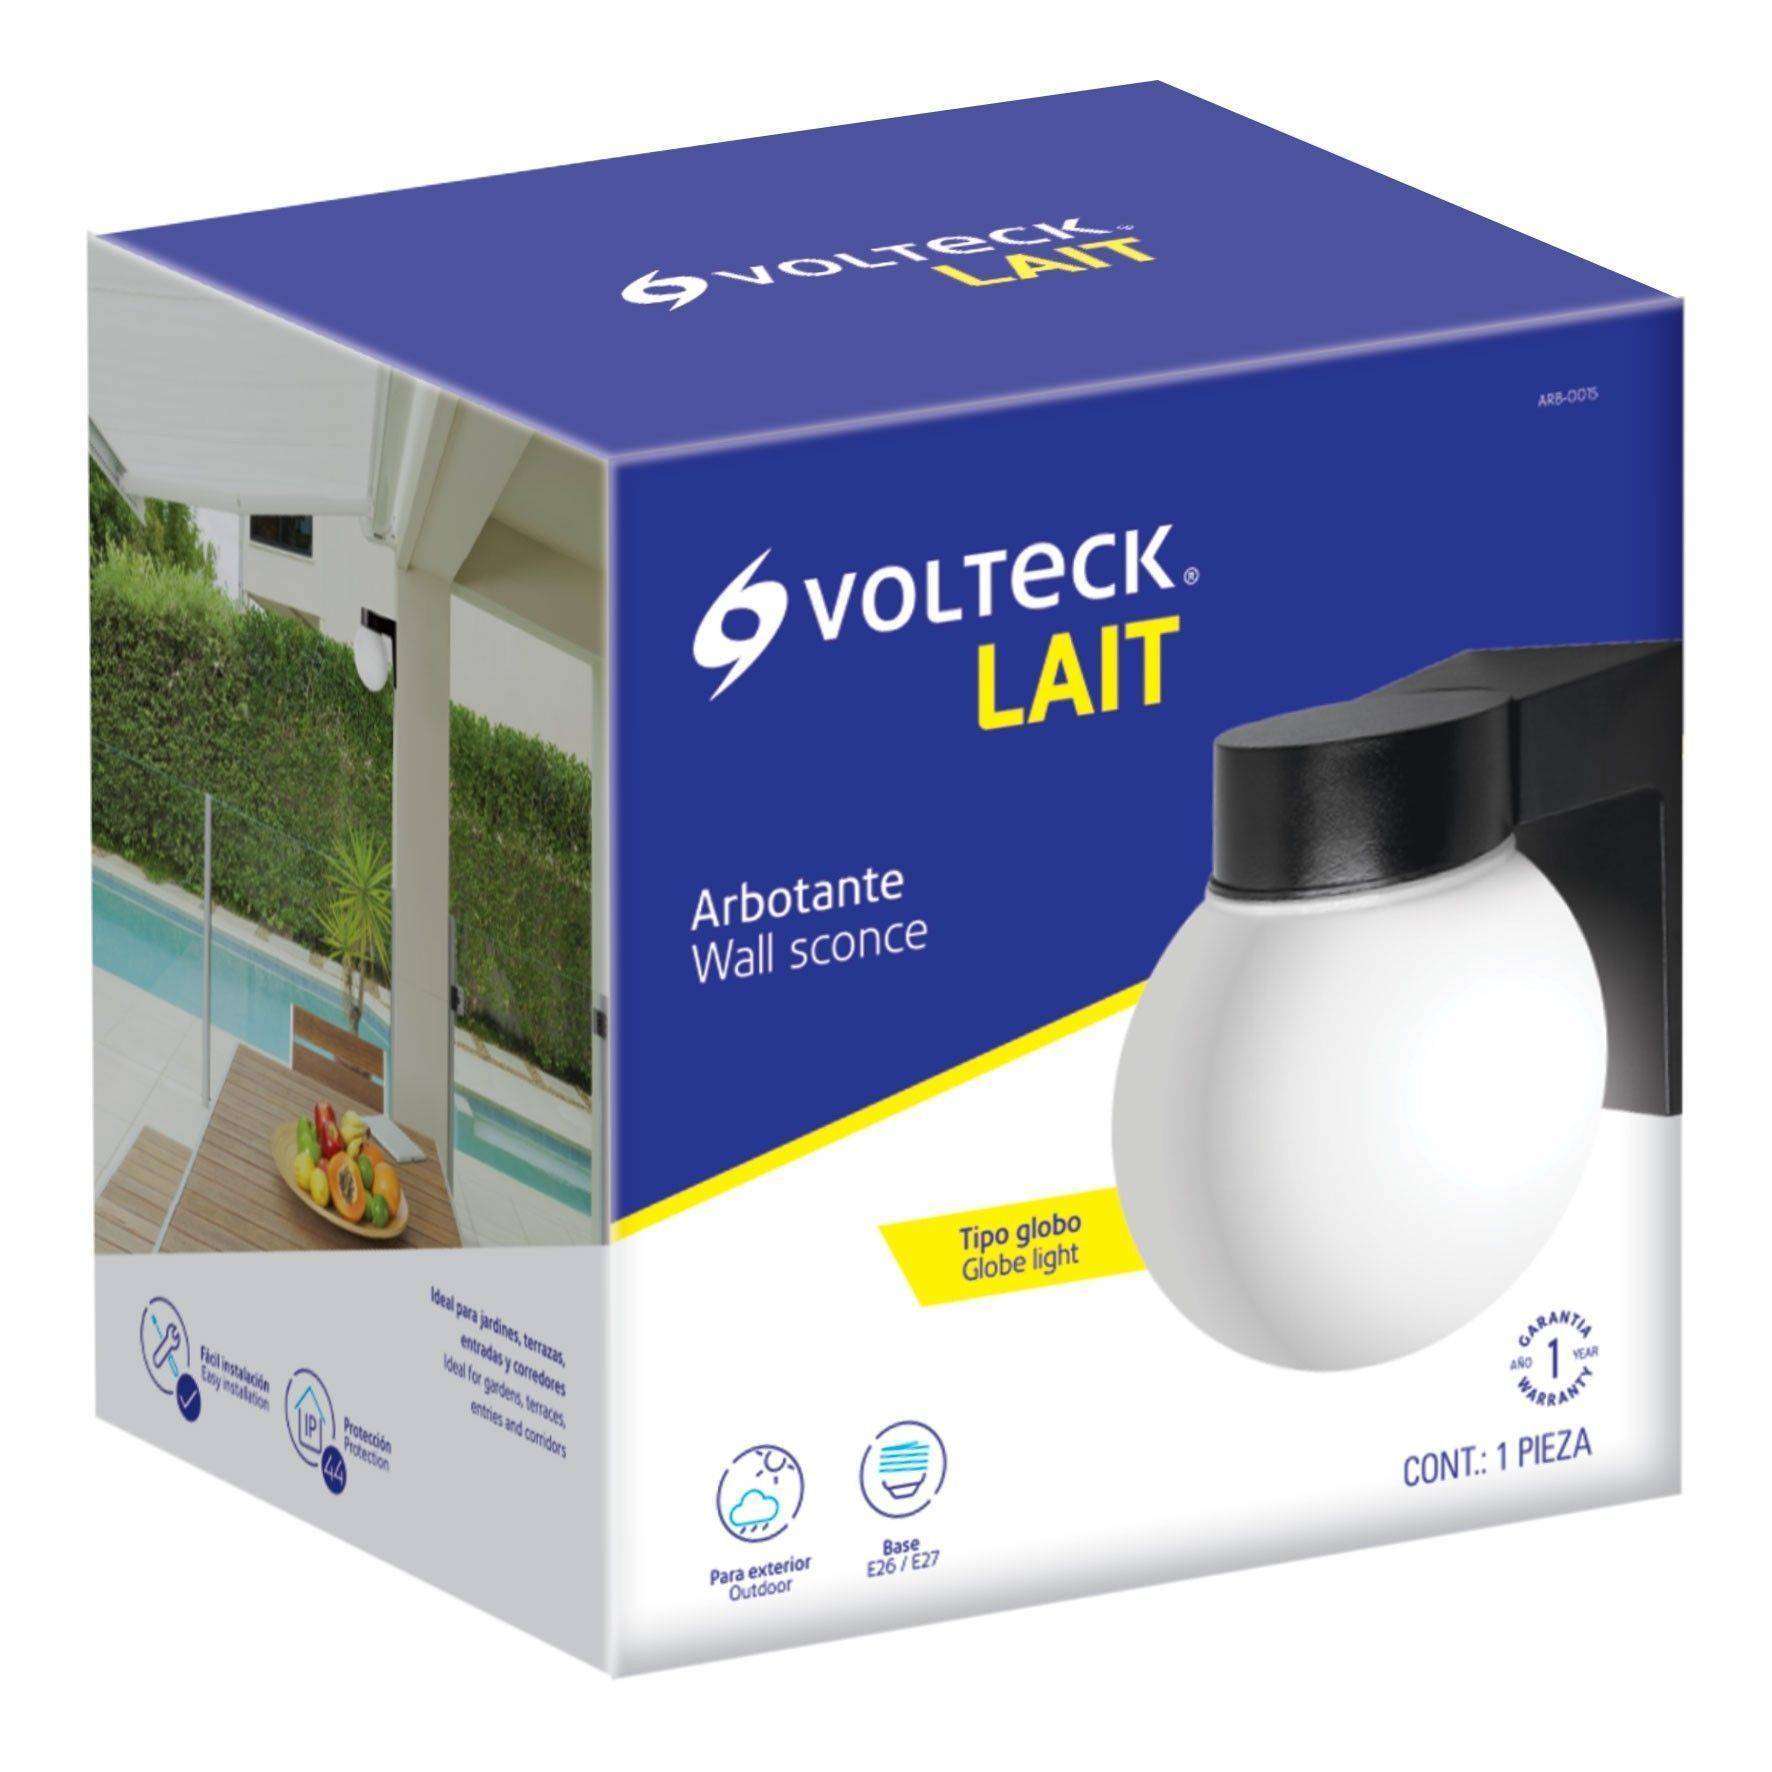 VOLTECK
LAIT
ARB-001S
VOLTECK®
LAIT
Arbotante
Wall sconce
Tipo globo
Globe light
GARANTIA
AÑO 1 YEAR
WARRANTY
CONT.: 1 PIEZA
Para exterior
Outdoor
Base
E26 / E27
Fácil instalación
Easy installation
IP
44
Protección
Protection
Ideal para jardines, terrazas,
entradas y corredores
Ideal for gardens, terraces,
entries and corridors